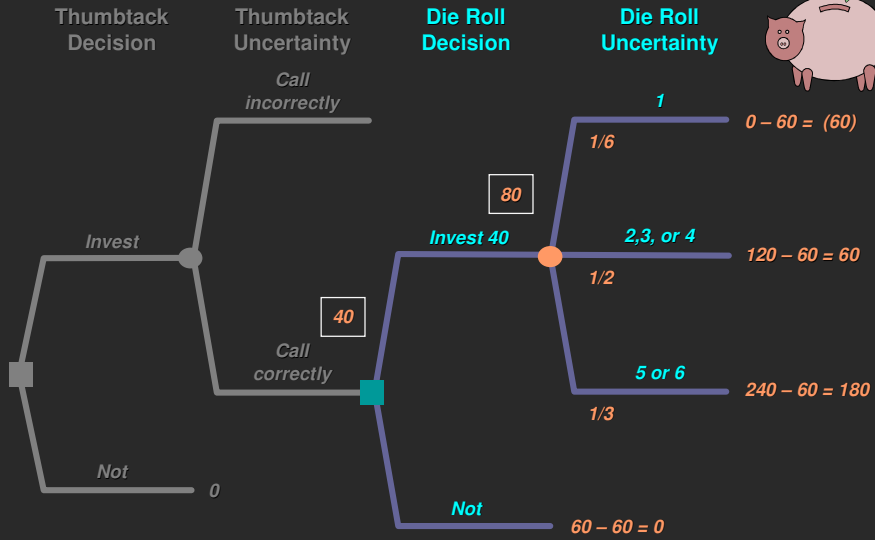 Thumbtack
Decision
Thumbtack
Uncertainty
Die Roll
Decision
Die Roll
Uncertainty
Call
incorrectly
1
0 – 60 = (60)
1/6
80
Invest
Invest 40
2,3, or 4
120 – 60 = 60
1/2
40
Call
correctly
5 or 6
240 – 60 = 180
1/3
Not
0
Not
60 – 60 = 0